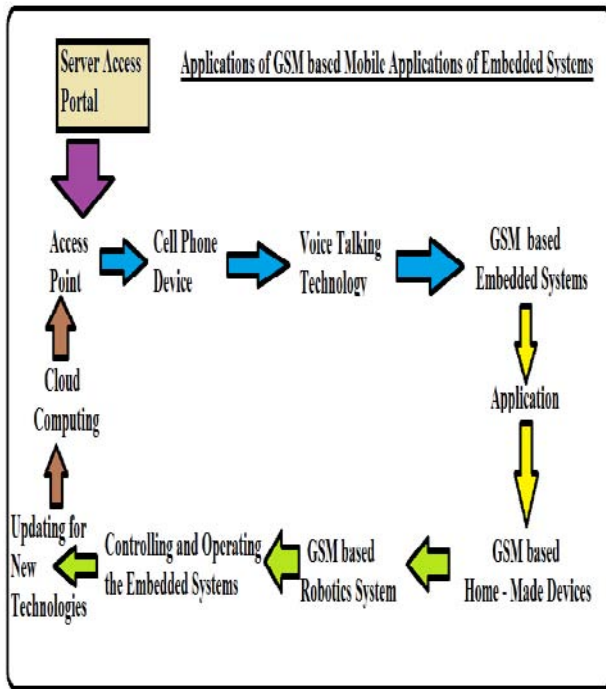 Server Access
Portal
Applications of GSM based Mobile Applications of Embedded Systems
Access
Point
Cell Phone
Device
Voice Talking
Technology
GSM based
Embedded Systems
Application
GSM based
Home - Made Devices
GSM based
Robotics System
Controlling and Operating
the Embedded Systems
Updating for
New
Technologies
Cloud
Computing